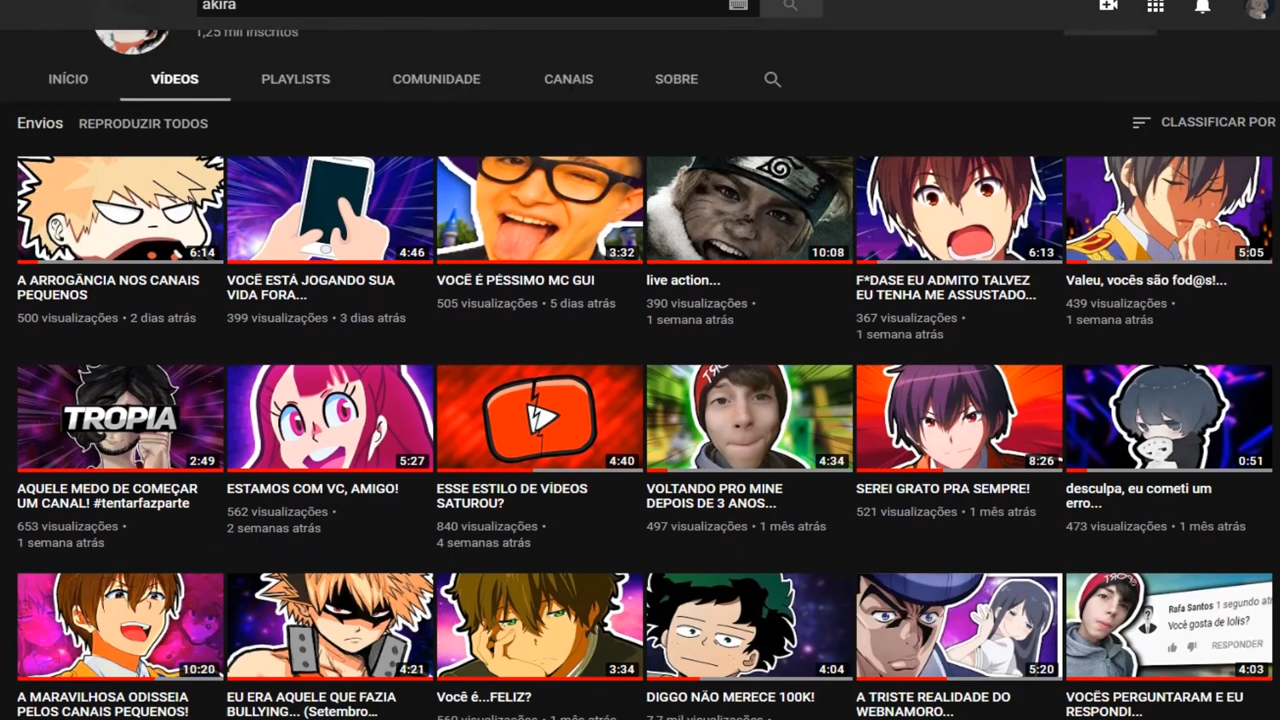 akira
1,25 mil inscritos
INÍCIO VÍDEOS PLAYLISTS COMUNIDADE CANAIS SOBRE
Envios REPRODUZIR TODOS CLASSIFICAR POR
6:14 4:46 3:32 10:08 6:13 5:05
A ARROGÂNCIA NOS CANAIS
PEQUENOS
500 visualizações • 2 dias atrás
VOCÊ ESTÁ JOGANDO SUA
VIDA FORA...
399 visualizações • 3 dias atrás
VOCÊ É PÉSSIMO MC GUI
505 visualizações • 5 dias atrás
live action...
390 visualizações •
1 semana atrás
F*DASE EU ADMITO TALVEZ
EU TENHA ME ASSUSTADO...
367 visualizações •
1 semana atrás
Valeu, vocês são fod@s!...
439 visualizações •
1 semana atrás
TROPIA
2:49 5:27 4:40 4:34 8:26 0:51
AQUELE MEDO DE COMEÇAR
UM CANAL! #tentarfazparte
653 visualizações •
1 semana atrás
ESTAMOS COM VC, AMIGO!
562 visualizações •
2 semanas atrás
ESSE ESTILO DE VÍDEOS
SATUROU?
840 visualizações •
4 semanas atrás
VOLTANDO PRO MINE
DEPOIS DE 3 ANOS...
497 visualizações • 1 mês atrás
SEREI GRATO PRA SEMPRE!
521 visualizações • 1 mês atrás
desculpa, eu cometi um
erro...
473 visualizações • 1 mês atrás
Rafa Santos 1 segundo atr
Você gosta de lolis?
RESPONDER
10:20 4:21 3:34 4:04 5:20 4:03
A MARAVILHOSA ODISSEIA
PELOS CANAIS PEQUENOS!
EU ERA AQUELE QUE FAZIA
BULLYING... (Setembro...
Você é...FELIZ?
560 visualizações • 1 mês atrás
DIGGO NÃO MERECE 100K!
7,7 mil visualizações •
A TRISTE REALIDADE DO
WEBNAMORO...
VOCÊS PERGUNTARAM E EU
RESPONDI...